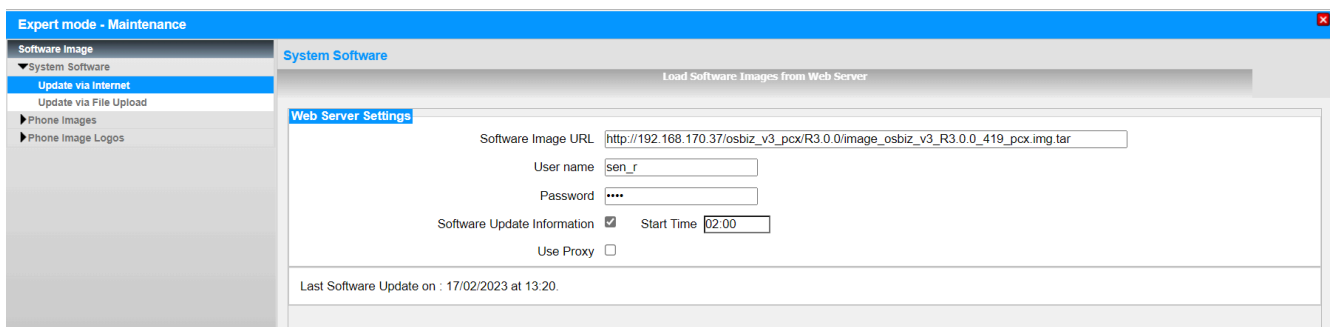 Expert mode - Maintenance
Software Image
System Software
Update via Internet
Update via File Upload
Phone Images
Phone Image Logos
System Software
Load Software Images from Web Server
Web Server Settings
Software Image URL http://192.168.170.37/osbiz_v3_pcx/R3.0.0/image_osbiz_v3_R3.0.0_419_pcx.img.tar
User name sen_r
Password ••••
Software Update Information Start Time 02:00
Use Proxy
Last Software Update on : 17/02/2023 at 13:20.